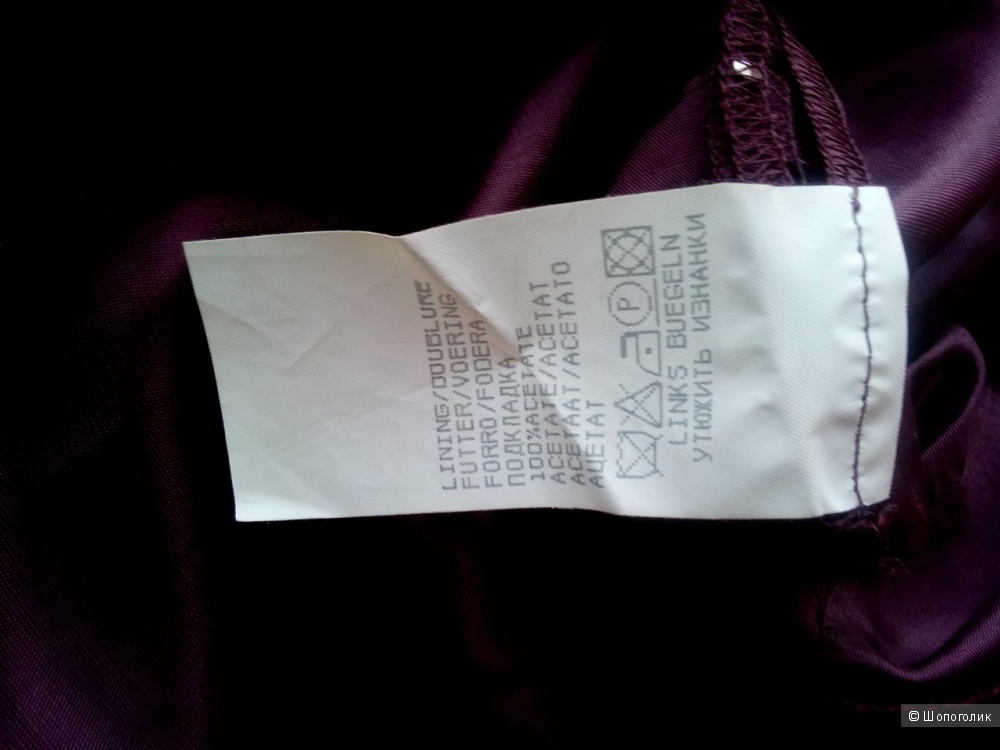 LINING/DOUBLURE
FUTTER/VOERING
FORRO/FODERA
ПОДКЛАДКА
100%ACETATE
ACETATE/ACETAT
ACETAAT/ACETATO
АЦЕТАТ
P
LINKS BUEGELN
УТЮЖИТЬ ИЗНАНКИ
© Шопоголик